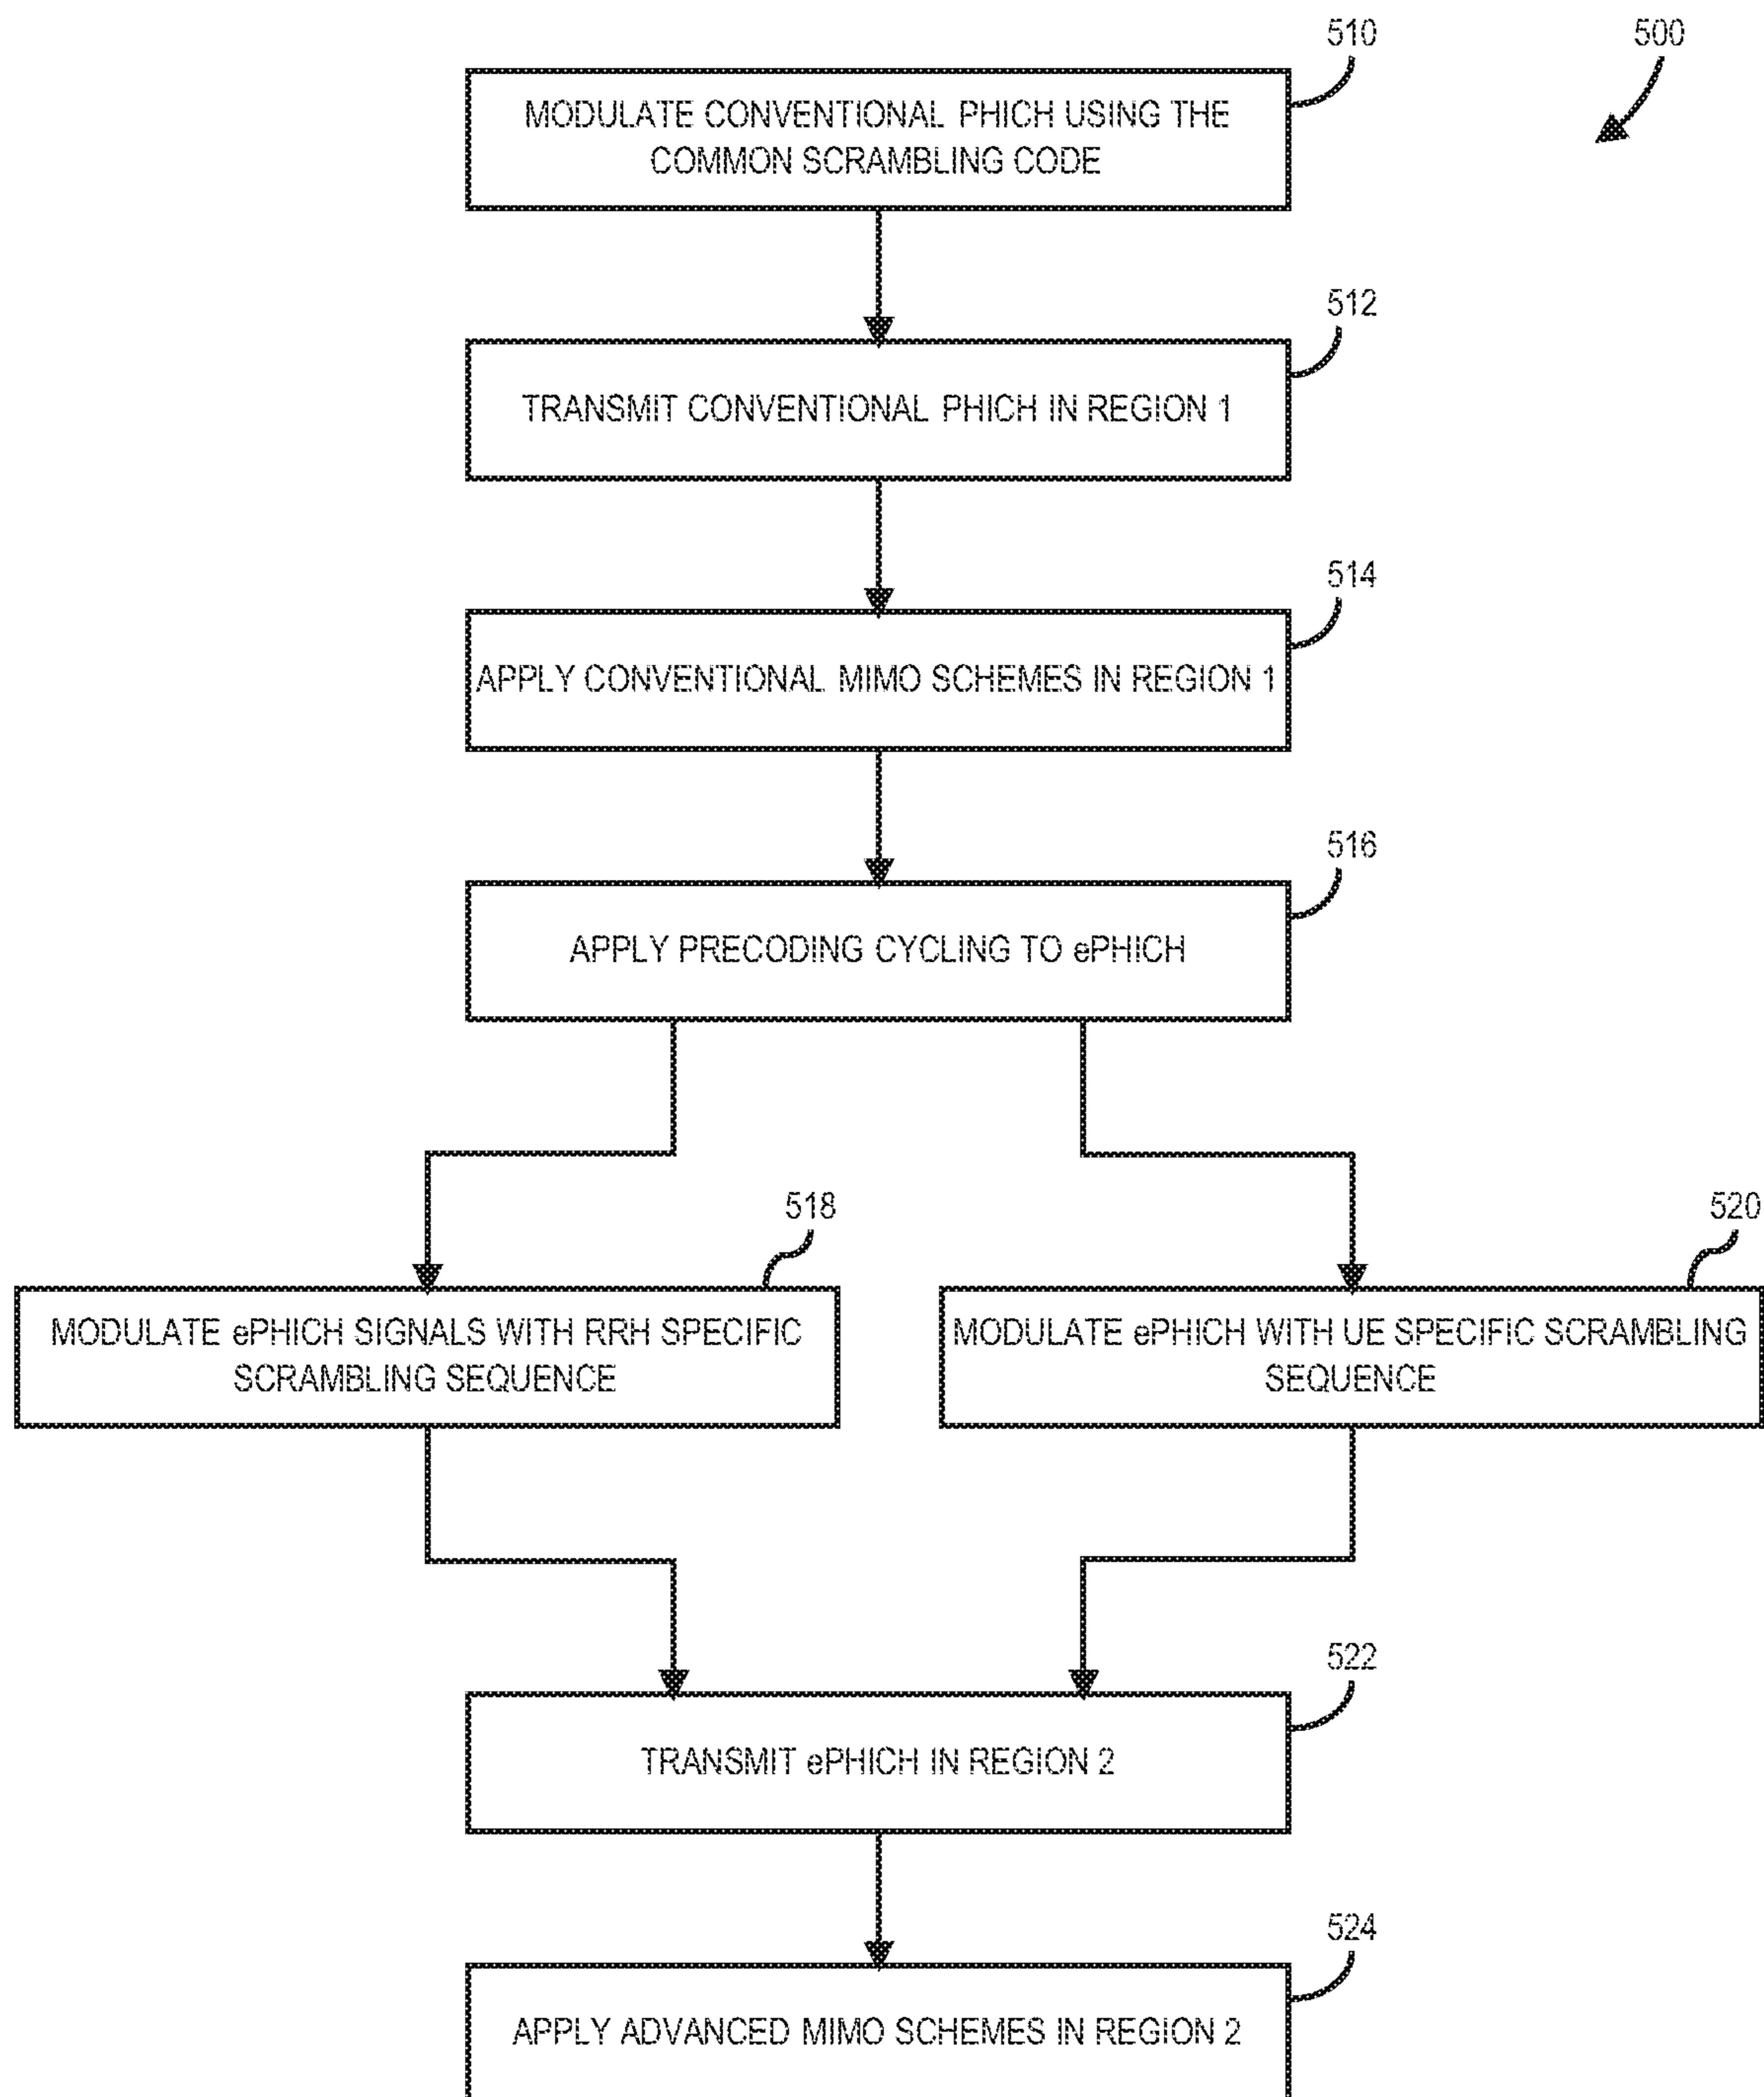 510
500
MODULATE CONVENTIONAL PHICH USING THE
COMMON SCRAMBLING CODE
512
TRANSMIT CONVENTIONAL PHICH IN REGION 1
514
APPLY CONVENTIONAL MIMO SCHEMES IN REGION 1
516
APPLY PRECODING CYCLING TO ePHICH
518
MODULATE ePHICH SIGNALS WITH RRH SPECIFIC
SCRAMBLING SEQUENCE
520
MODULATE ePHICH WITH UE SPECIFIC SCRAMBLING
SEQUENCE
522
TRANSMIT ePHICH IN REGION 2
524
APPLY ADVANCED MIMO SCHEMES IN REGION 2